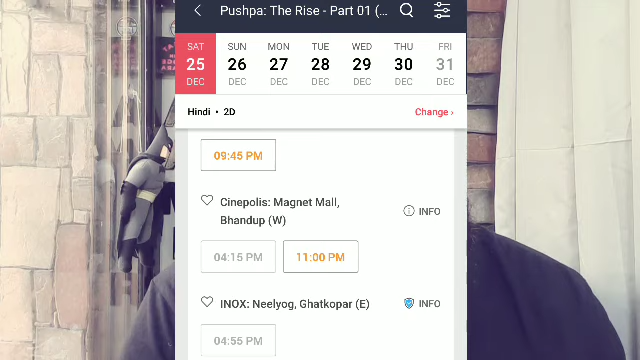 Pushpa: The Rise - Part 01 (...
SAT SUN MON TUE WED THU FRI
25 26 27 28 29 30 31
DEC DEC DEC DEC DEC DEC DEC
Hindi • 2D Change ›
09:45 PM
Cinepolis: Magnet Mall,
Bhandup (W)
INFO
04:15 PM 11:00 PM
INOX: Neelyog, Ghatkopar (E) INFO
04:55 PM